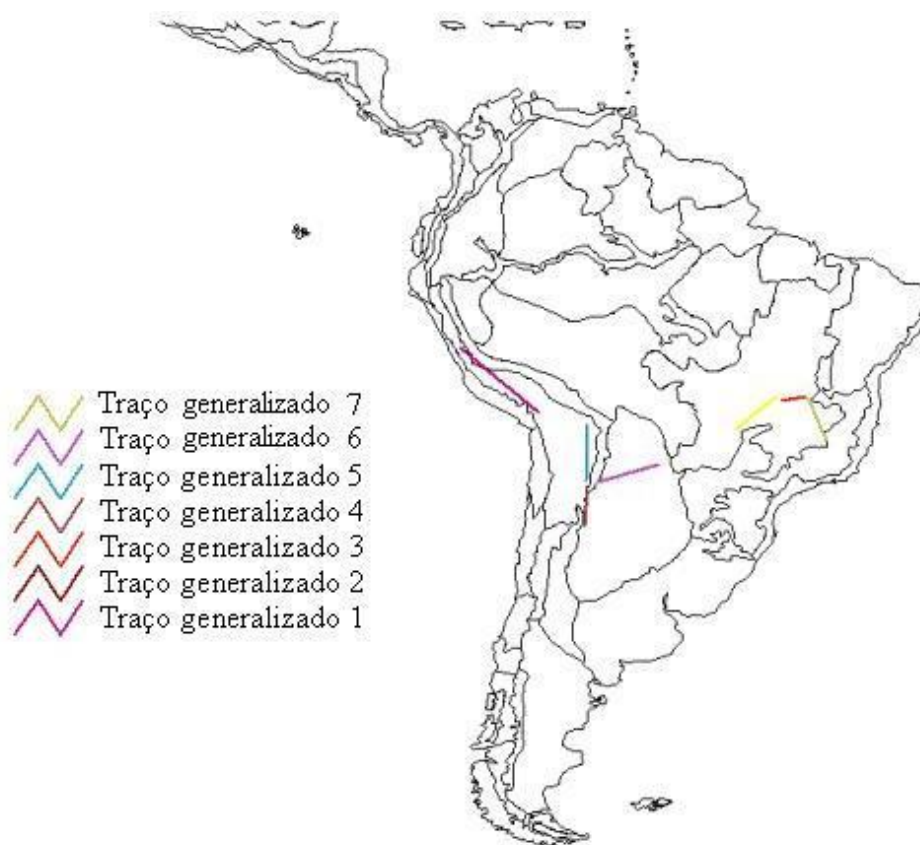 Traço generalizado 7
Traço generalizado 6
Traço generalizado 5
Traço generalizado 4
Traço generalizado 3
Traço generalizado 2
Traço generalizado 1